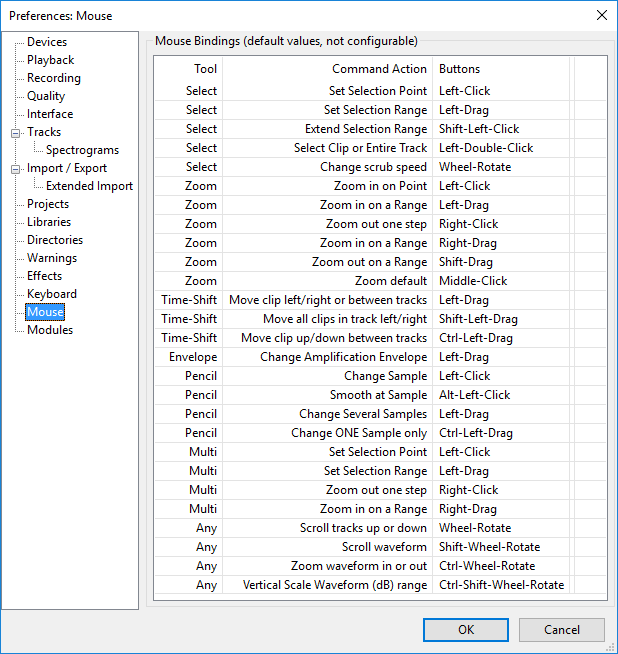 Preferences: Mouse
Devices
Playback
Recording
Quality
Interface
Tracks
Spectrograms
Import / Export
Extended Import
Projects
Libraries
Directories
Warnings
Effects
Keyboard
Mouse
Modules
Mouse Bindings (default values, not configurable)
Tool Command Action Buttons
Select Set Selection Point Left-Click
Select Set Selection Range Left-Drag
Select Extend Selection Range Shift-Left-Click
Select Select Clip or Entire Track Left-Double-Click
Select Change scrub speed Wheel-Rotate
Zoom Zoom in on Point Left-Click
Zoom Zoom in on a Range Left-Drag
Zoom Zoom out one step Right-Click
Zoom Zoom in on a Range Right-Drag
Zoom Zoom out on a Range Shift-Drag
Zoom Zoom default Middle-Click
Time-Shift Move clip left/right or between tracks Left-Drag
Time-Shift Move all clips in track left/right Shift-Left-Drag
Time-Shift Move clip up/down between tracks Ctrl-Left-Drag
Envelope Change Amplification Envelope Left-Drag
Pencil Change Sample Left-Click
Pencil Smooth at Sample Alt-Left-Click
Pencil Change Several Samples Left-Drag
Pencil Change ONE Sample only Ctrl-Left-Drag
Multi Set Selection Point Left-Click
Multi Set Selection Range Left-Drag
Multi Zoom out one step Right-Click
Multi Zoom in on a Range Right-Drag
Any Scroll tracks up or down Wheel-Rotate
Any Scroll waveform Shift-Wheel-Rotate
Any Zoom waveform in or out Ctrl-Wheel-Rotate
Any Vertical Scale Waveform (dB) range Ctrl-Shift-Wheel-Rotate
OK Cancel